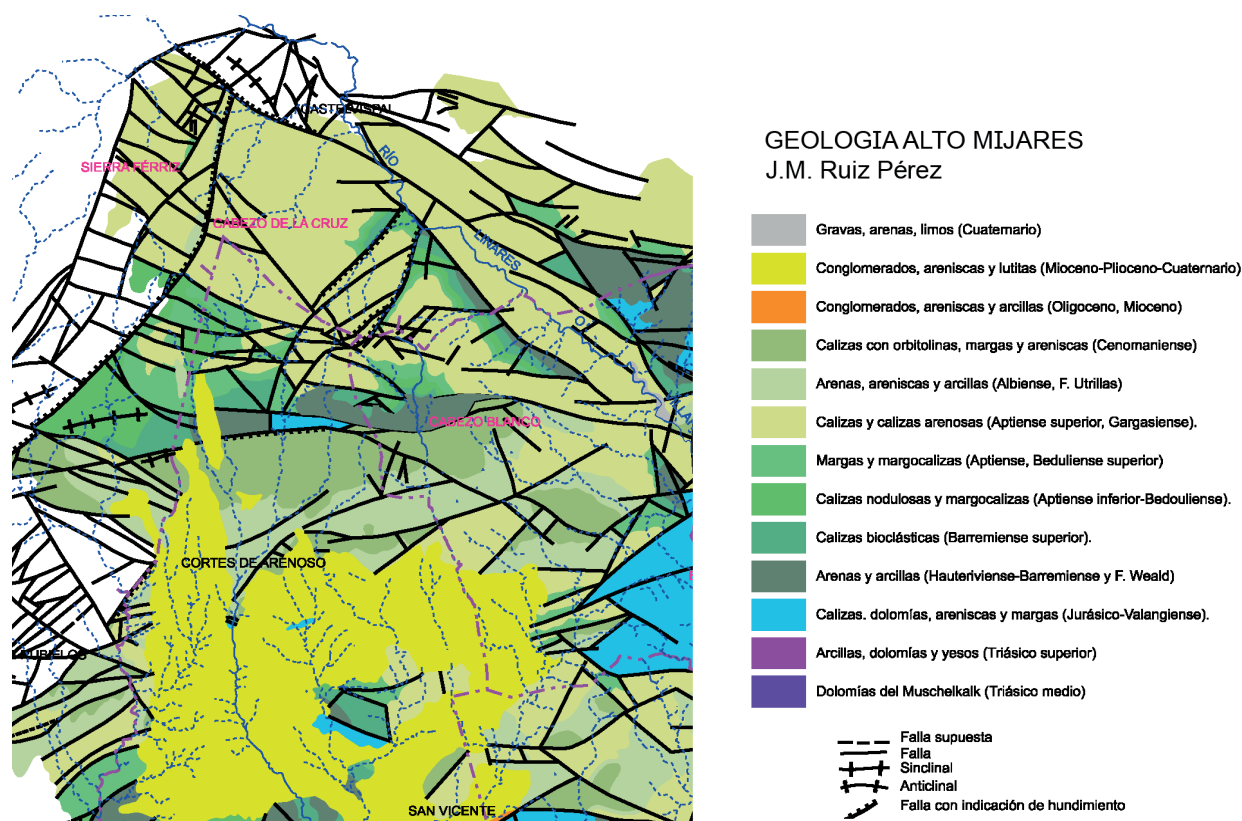 CASTELVISPAL
SIERRA FÉRRIZ
RÍO
CABEZO DE LA CRUZ
LINARES
O
CABEZO BLANCO
CORTES DE ARENOSO
RUBIELOS
SAN VICENTE
GEOLOGIA ALTO MIJARES
J.M. Ruiz Pérez
Gravas, arenas, limos (Cuaternario)
Conglomerados, areniscas y lutitas (Mioceno-Plioceno-Cuaternario)
Conglomerados, areniscas y arcillas (Oligoceno, Mioceno)
Calizas con orbitolinas, margas y areniscas (Cenomaniense)
Arenas, areniscas y arcillas (Albiense, F. Utrillas)
Calizas y calizas arenosas (Aptiense superior, Gargasiense).
Margas y margocalizas (Aptiense, Beduliense superior)
Calizas nodulosas y margocalizas (Aptiense inferior-Bedouliense).
Calizas bioclásticas (Barremiense superior).
Arenas y arcillas (Hauteriviense-Barremiense y F. Weald)
Calizas. dolomías, areniscas y margas (Jurásico-Valangiense).
Arcillas, dolomías y yesos (Triásico superior)
Dolomías del Muschelkalk (Triásico medio)
Falla supuesta
Falla
Sinclinal
Anticlinal
Falla con indicación de hundimiento